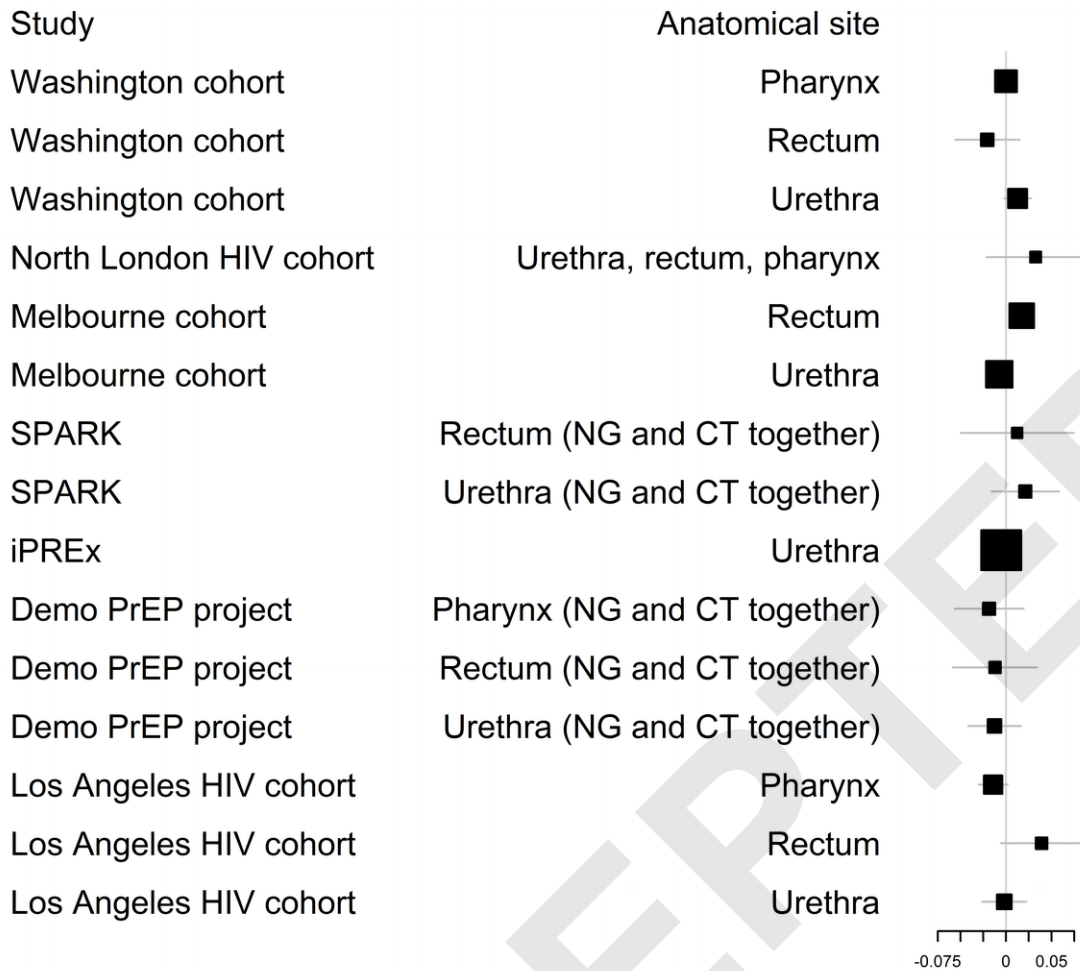 Study Anatomical site
Washington cohort Pharynx
Washington cohort Rectum
Washington cohort Urethra
North London HIV cohort Urethra, rectum, pharynx
Melbourne cohort Rectum
Melbourne cohort Urethra
SPARK Rectum (NG and CT together)
SPARK Urethra (NG and CT together)
iPREx Urethra
Demo PrEP project Pharynx (NG and CT together)
Demo PrEP project Rectum (NG and CT together)
Demo PrEP project Urethra (NG and CT together)
Los Angeles HIV cohort Pharynx
Los Angeles HIV cohort Rectum
Los Angeles HIV cohort Urethra
-0.075 0 0.05